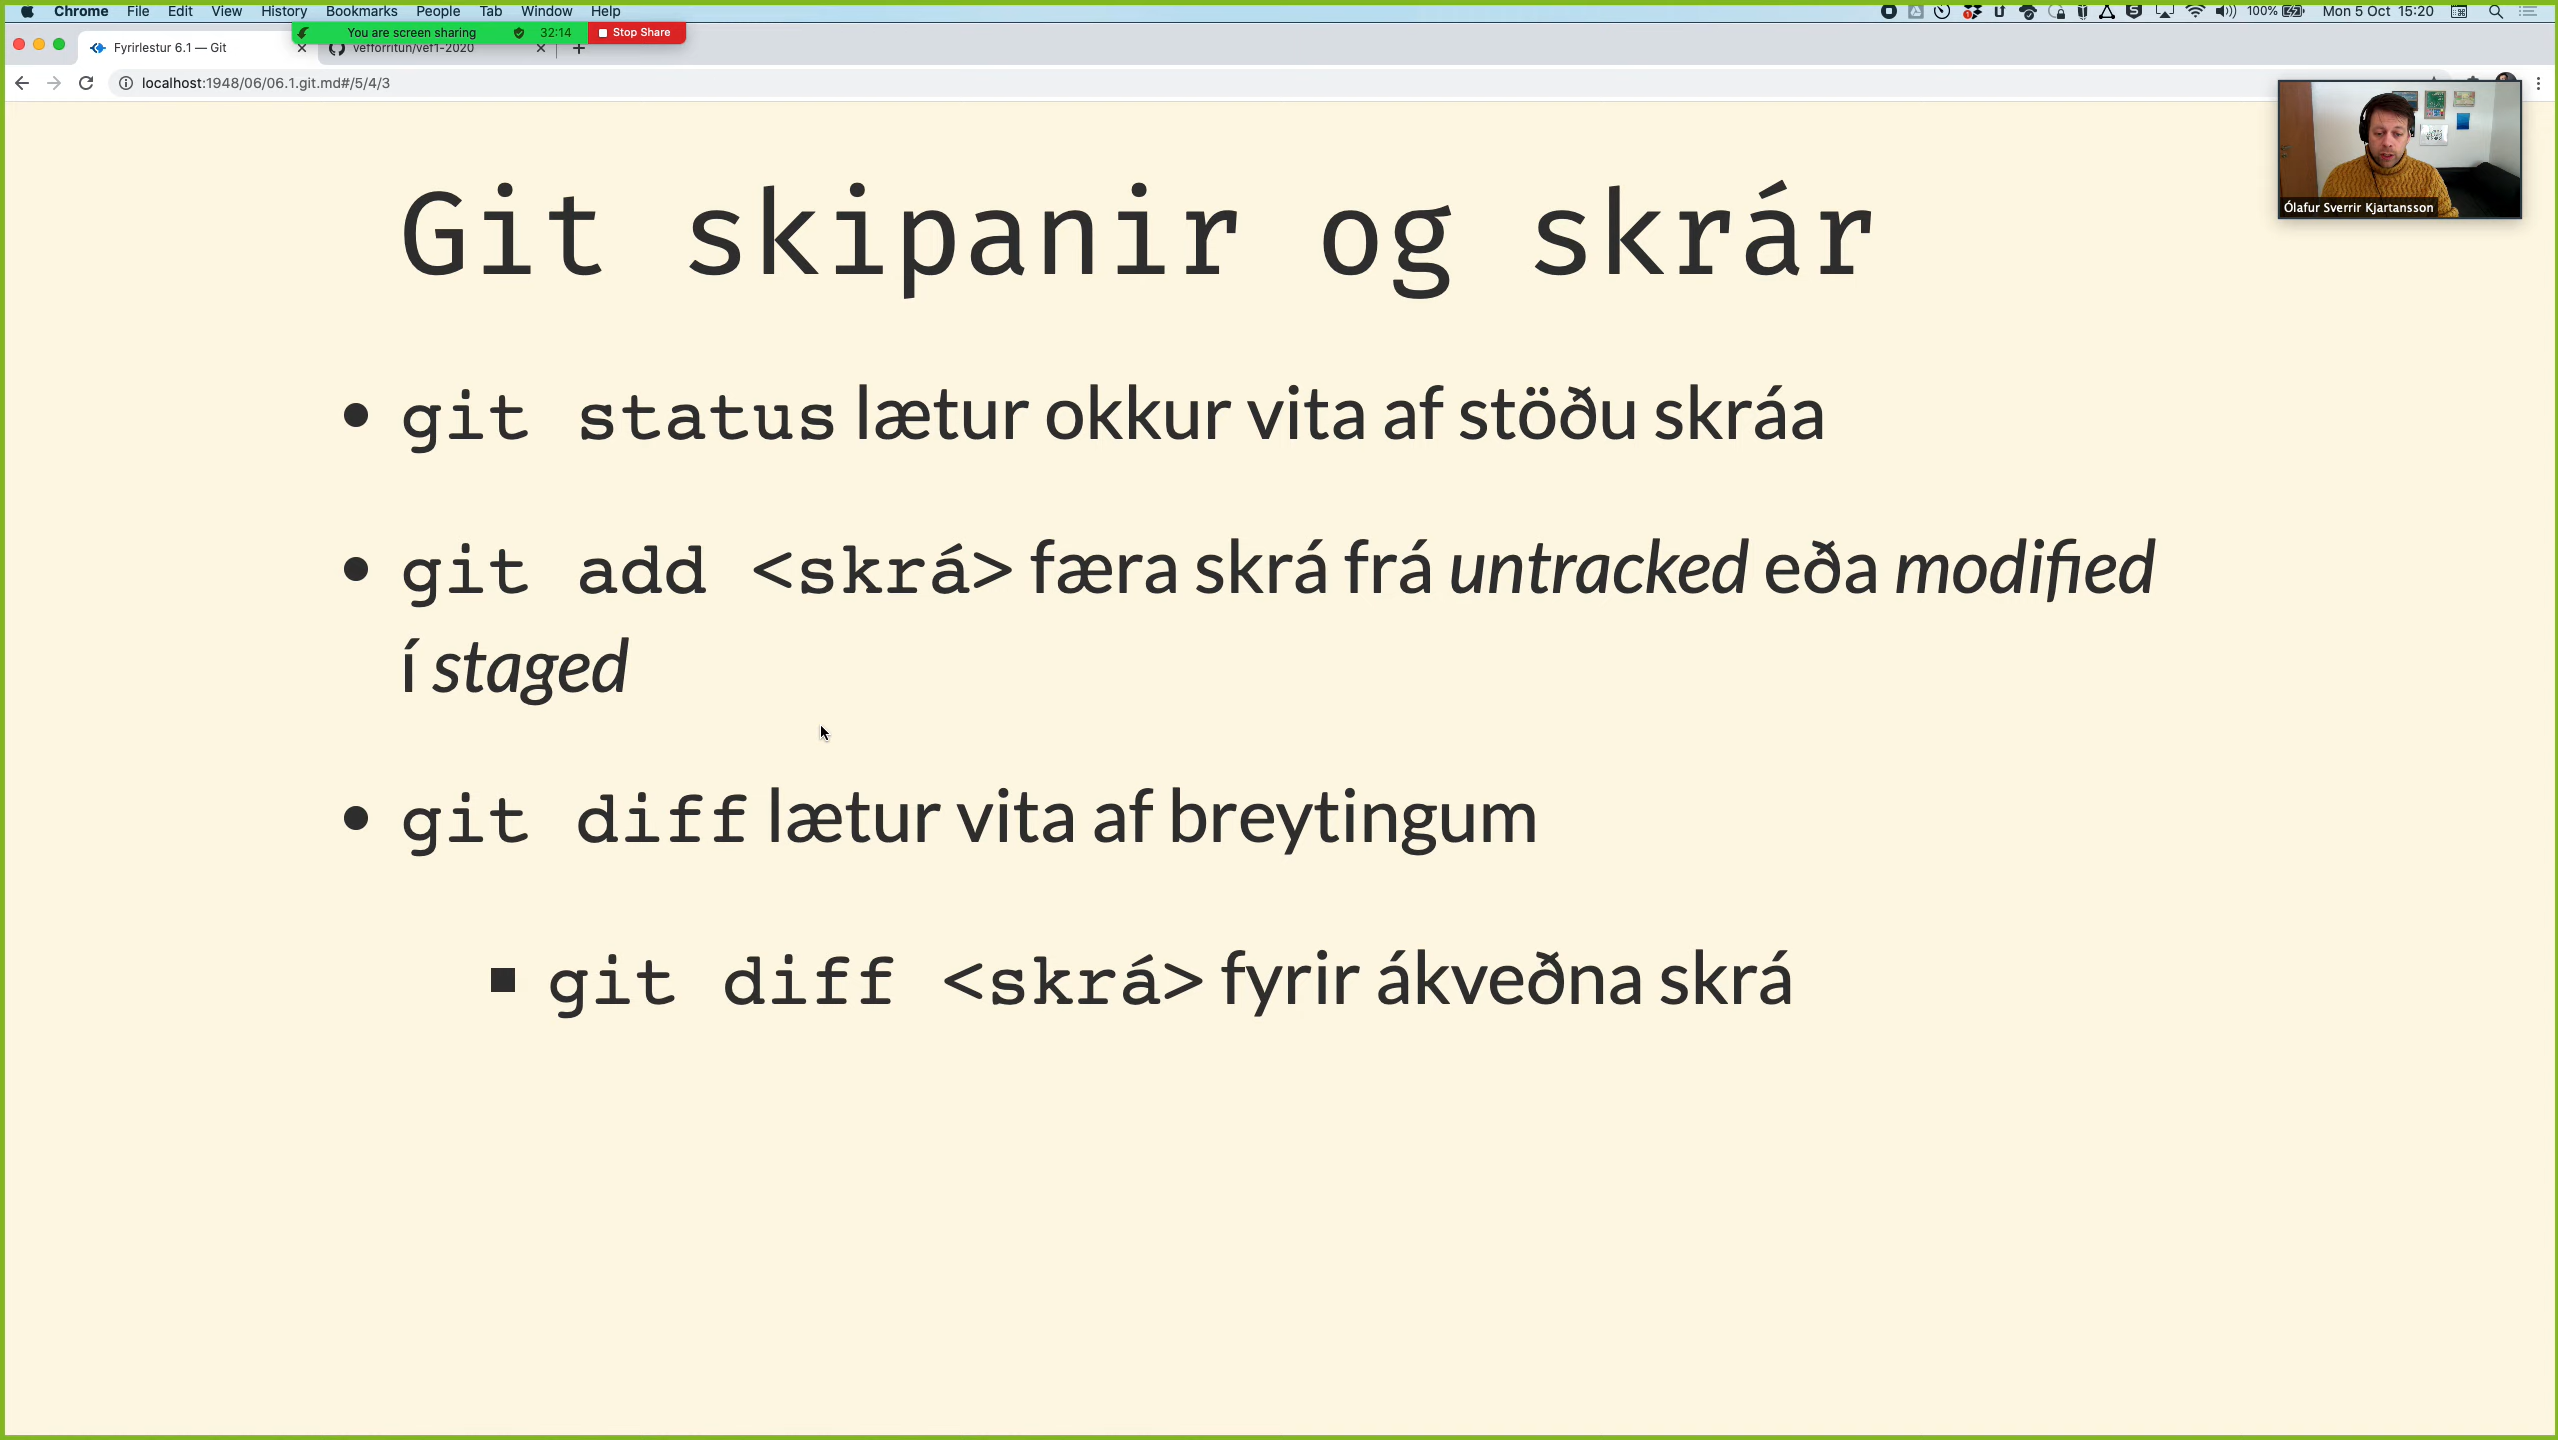 Chrome File Edit View History Bookmarks People Tab Window Help 100% Mon 5 Oct 15:20
You are screen sharing 32:14 Stop Share
Fyrirlestur 6.1 — Git vefforritun/vef1-2020
localhost:1948/06/06.1.git.md#/5/4/3
Ólafur Sverrir Kjartansson
Git skipanir og skrár
git status lætur okkur vita af stöðu skráa
git add <skrá> færa skrá frá untracked eða modified
í staged
git diff lætur vita af breytingum
git diff <skrá> fyrir ákveðna skrá